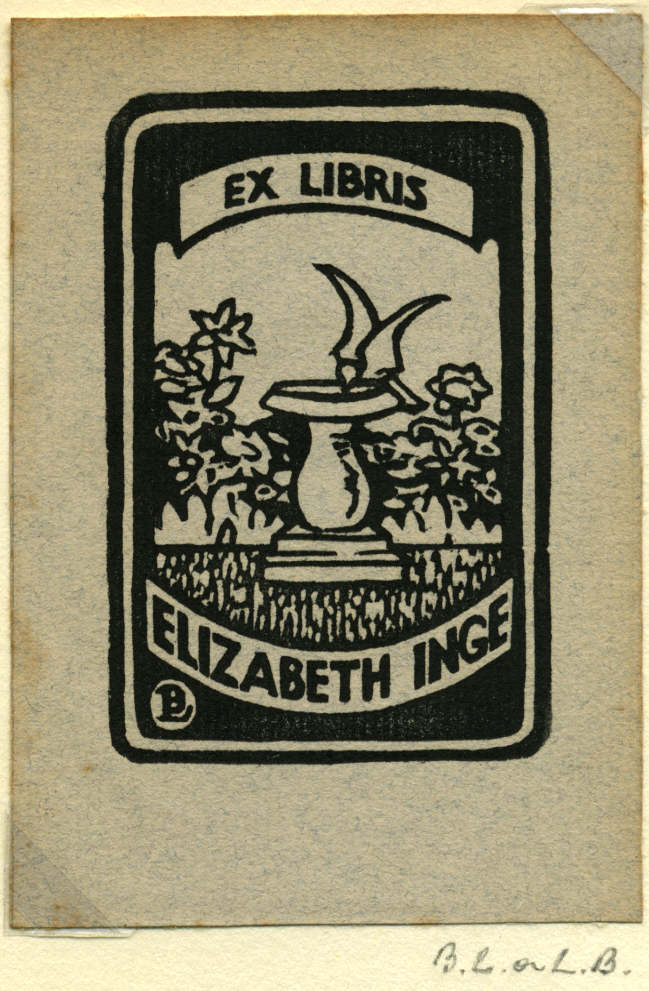 EX LIBRIS
ELIZABETH INGE
BL
B.L. or L.B.